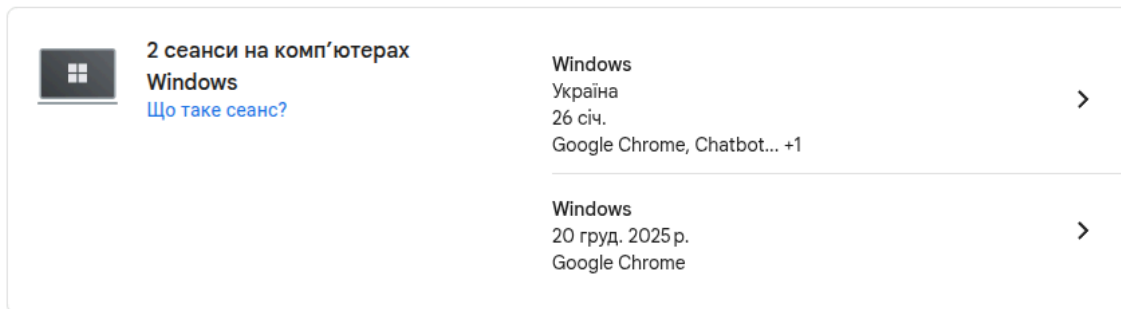 2 сеанси на комп’ютерах
Windows
Що таке сеанс?
Windows
Україна
26 січ.
Google Chrome, Chatbot... +1
Windows
20 груд. 2025 р.
Google Chrome